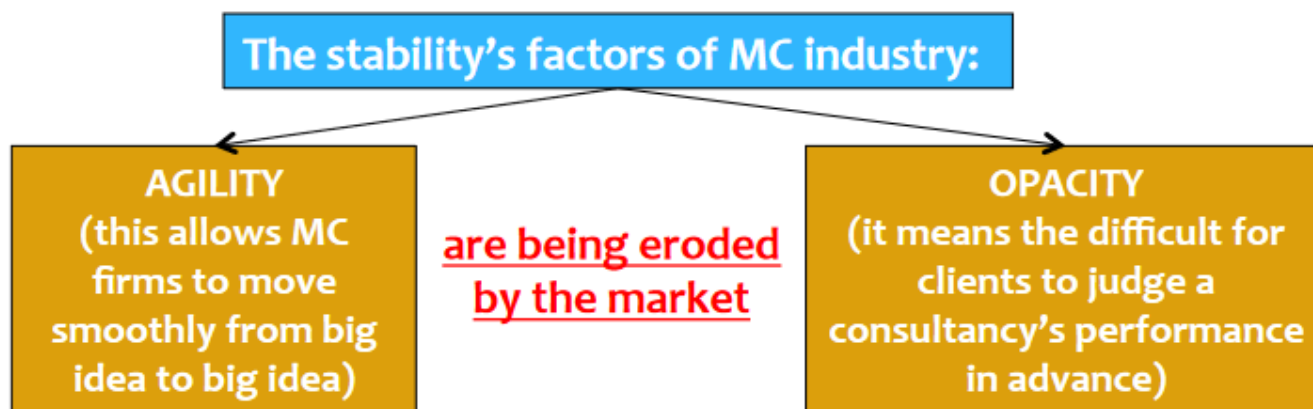 The stability's factors of MC industry:
AGILITY
(this allows MC
firms to move
smoothly from big
idea to big idea)
are being eroded
by the market
OPACITY
(it means the difficult for
clients to judge a
consultancy's performance
in advance)